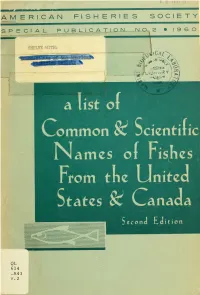 AMERICAN FISHERIES SOCIETY
SPECIAL PUBLICATION NO. 2 • 1960
a list of
Common & Scientific
Names of Fishes
From the United
States & Canada
Second Edition
QL
614
.A43
v.2